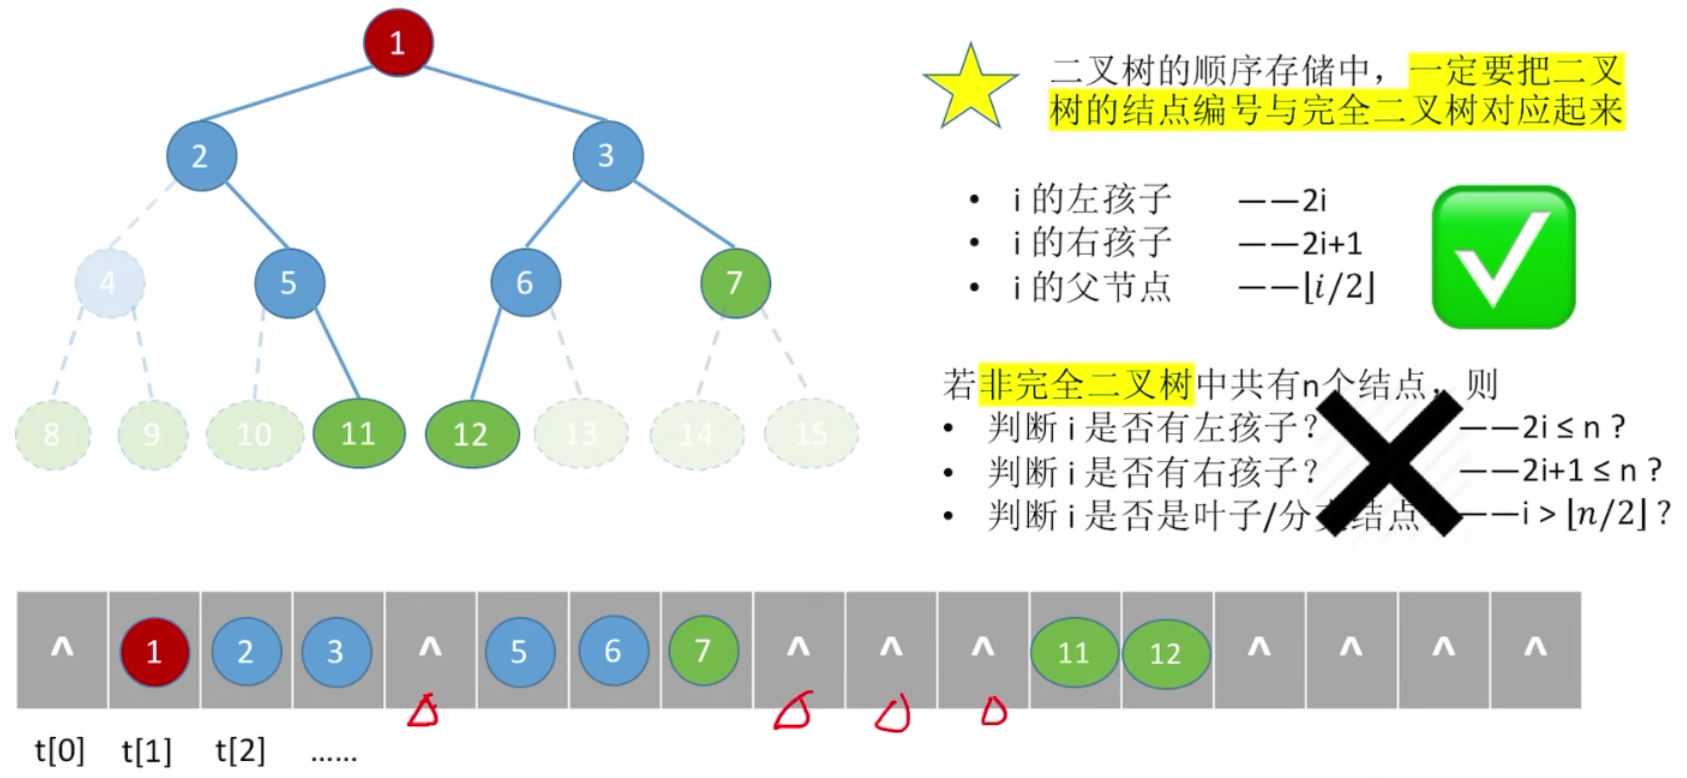 1
2
3
4
5
6
7
8
9
10
11
12
13
14
15
二叉树的顺序存储中，一定要把二叉
树的结点编号与完全二叉树对应起来
• i 的左孩子 ——2i
• i 的右孩子 ——2i+1
• i 的父节点 ——⌊i/2⌋
若非完全二叉树中共有n个结点，则
• 判断 i 是否有左孩子？ ——2i ≤ n ?
• 判断 i 是否有右孩子？ ——2i+1 ≤ n ?
• 判断 i 是否是叶子/分支结点 ——i > ⌊n/2⌋ ?
^ 1 2 3 ^ 5 6 7 ^ ^ ^ 11 12 ^ ^ ^ ^
t[0] t[1] t[2] ......